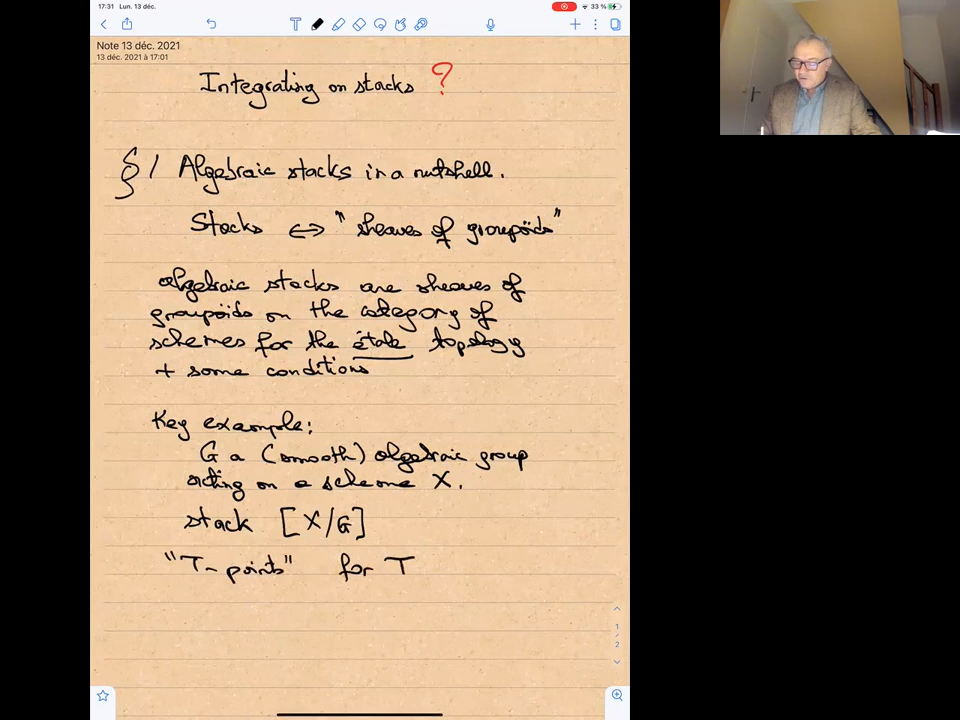 17:31 Lun. 13 déc.
33 %
Note 13 déc. 2021
13 déc. 2021 à 17:01
Integrating on stacks ?
§ 1 Algebraic stacks in a nutshell.
Stacks ⇔ "sheaves of groupoïds"
algebraic stacks are sheaves of
groupoïds on the category of
schemes for the étale topology
+ some conditions
Key example:
G a (smooth) algebraic group
acting on a scheme X.
stack [X/G]
"T-points" for T
1
/
2